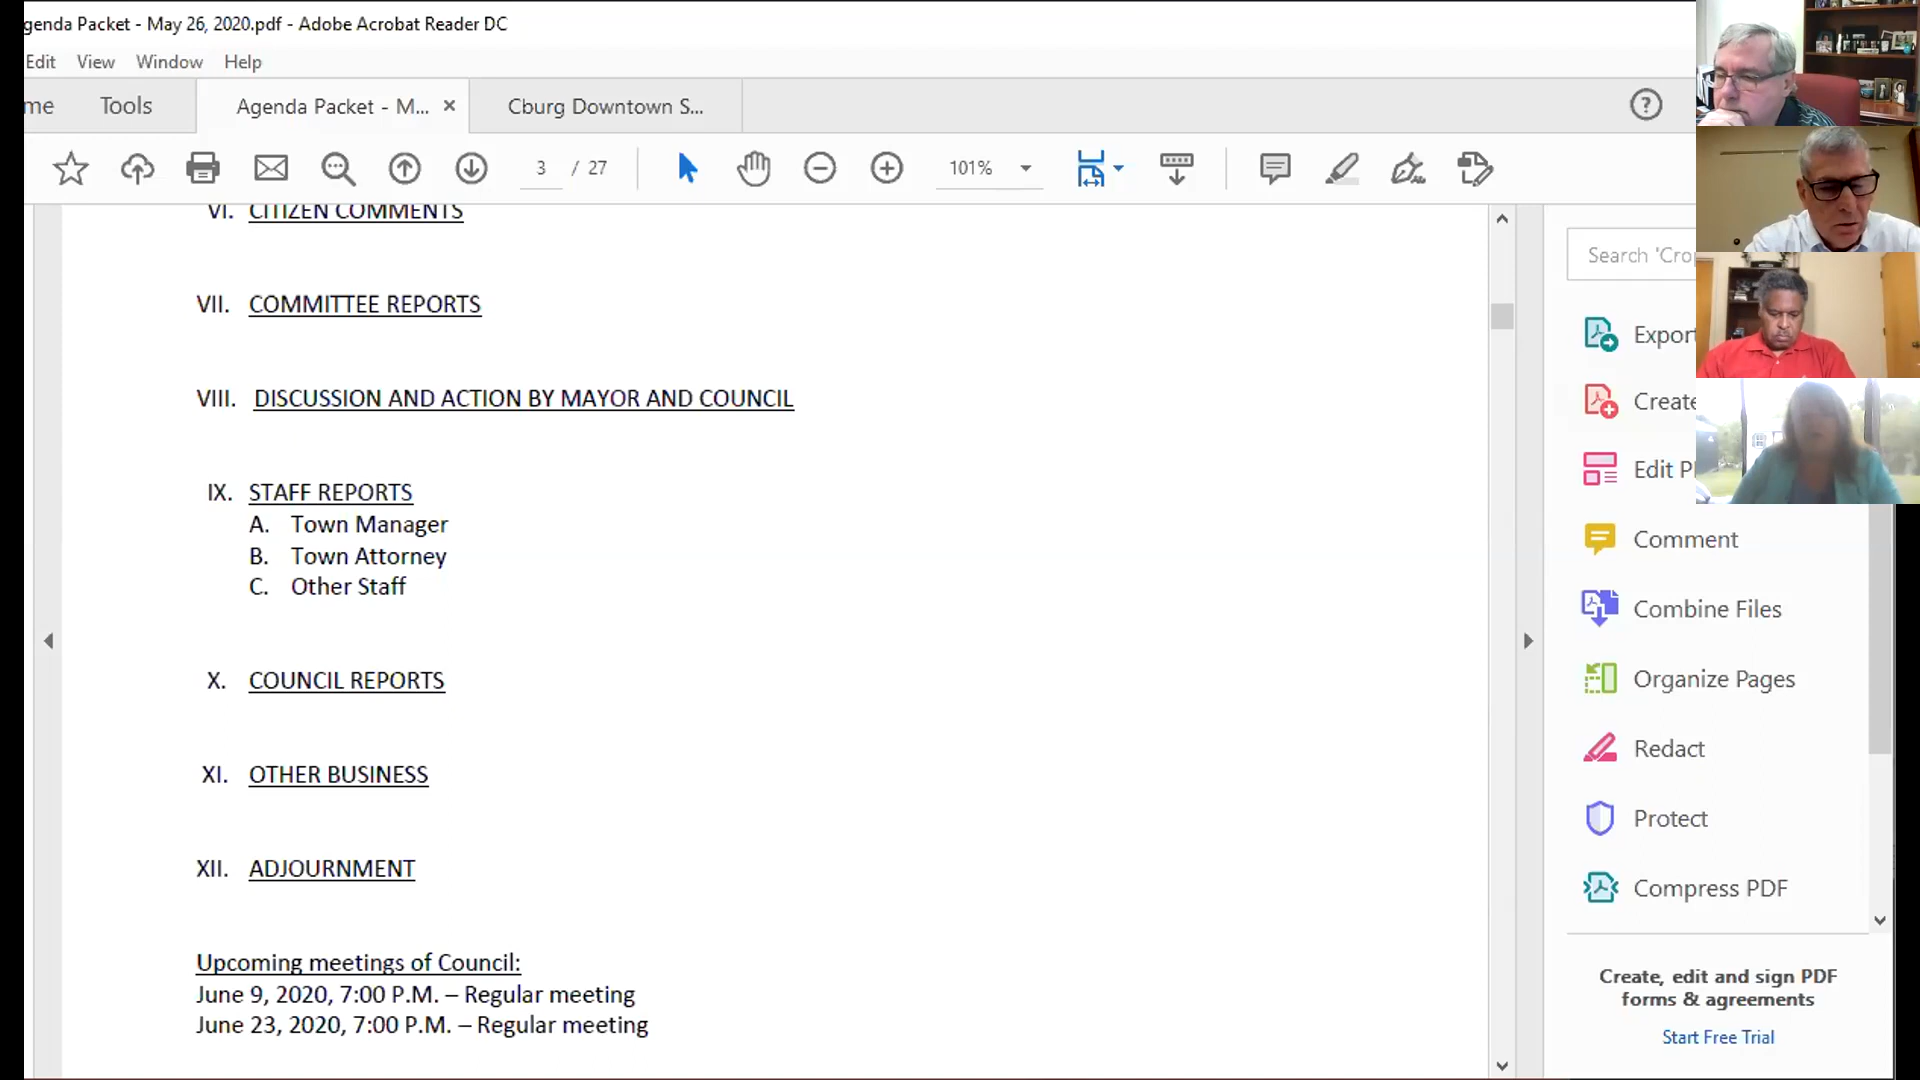 genda Packet - May 26, 2020.pdf - Adobe Acrobat Reader DC
Edit View Window Help
me Tools Agenda Packet - M... × Cburg Downtown S... ?
3 / 27 101%
VI. CITIZEN COMMENTS
VII. COMMITTEE REPORTS
VIII. DISCUSSION AND ACTION BY MAYOR AND COUNCIL
IX. STAFF REPORTS
A. Town Manager
B. Town Attorney
C. Other Staff
X. COUNCIL REPORTS
XI. OTHER BUSINESS
XII. ADJOURNMENT
Upcoming meetings of Council:
June 9, 2020, 7:00 P.M. – Regular meeting
June 23, 2020, 7:00 P.M. – Regular meeting
Search 'Cro
Export
Create
Edit P
Comment
Combine Files
Organize Pages
Redact
Protect
Compress PDF
Create, edit and sign PDF
forms & agreements
Start Free Trial